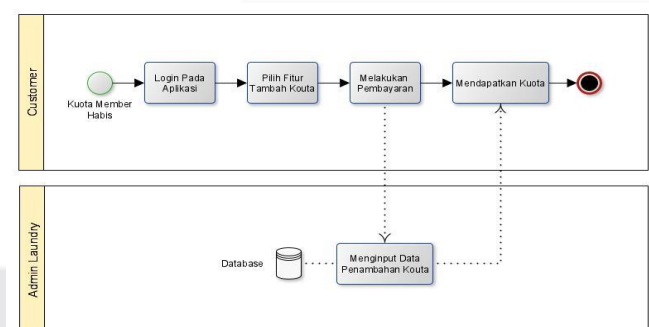 Customer
Kuota Member
Habis
Login Pada
Aplikasi
Pilih Fitur
Tambah Kouta
Melakukan
Pembayaran
Mendapatkan Kuota
Admin Laundry
Database
Menginput Data
Penambahan Kouta